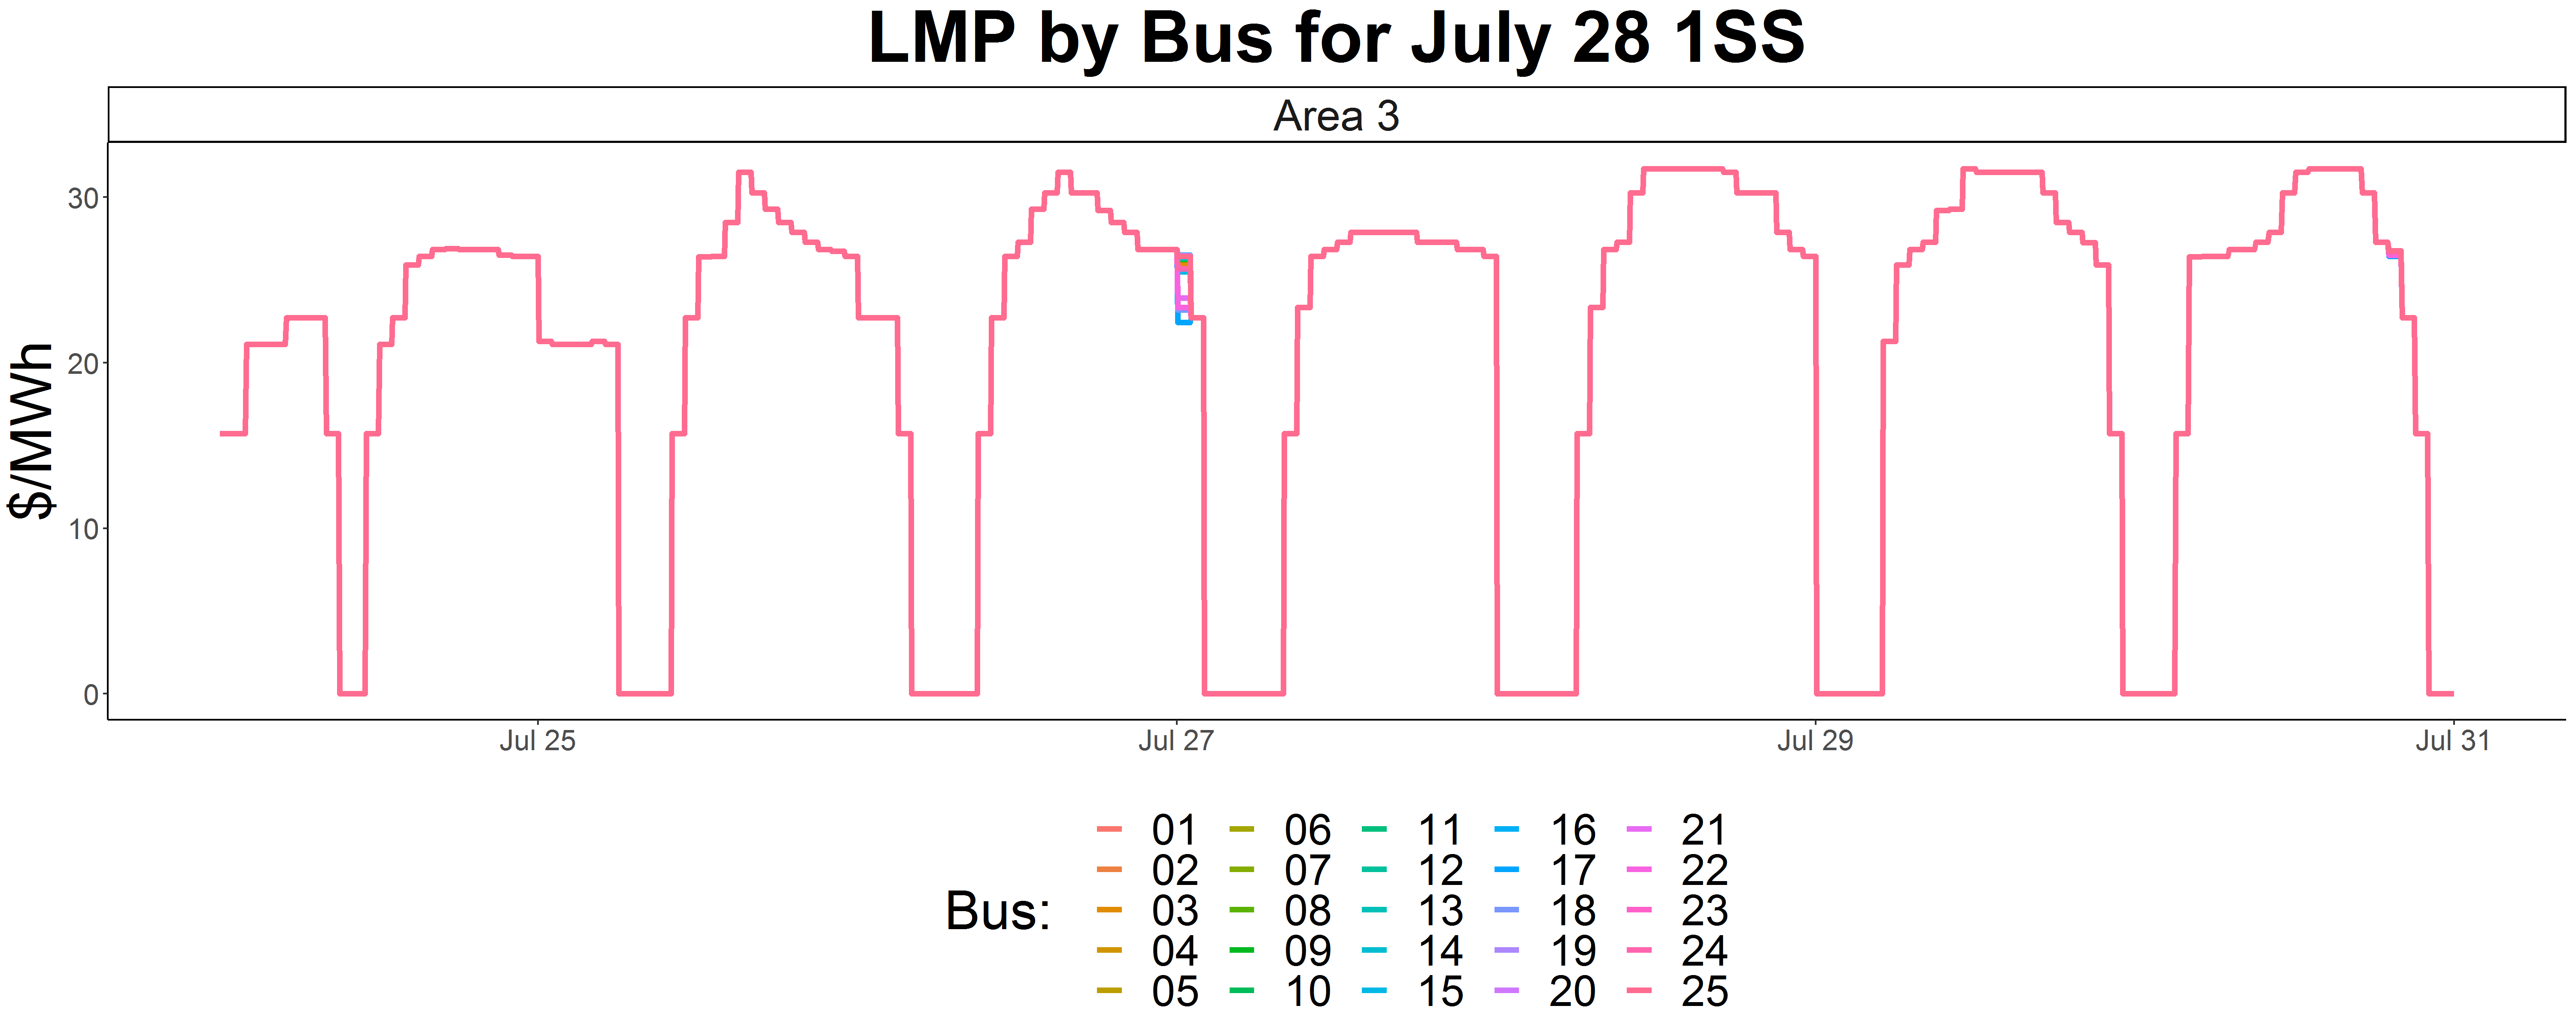 LMP by Bus for July 28 1SS
Area 3
$/MWh
30
20
10
0
Jul 25 Jul 27 Jul 29 Jul 31
Bus:
01 06 11 16 21
02 07 12 17 22
03 08 13 18 23
04 09 14 19 24
05 10 15 20 25